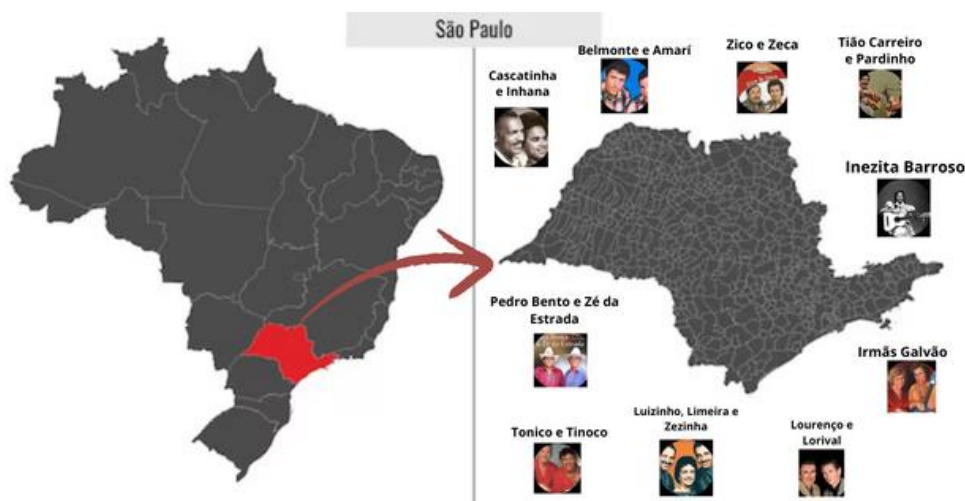 São Paulo
Belmonte e Amarí
Zico e Zeca
Tião Carreiro
e Pardinho
Cascatinha
e Inhana
Inezita Barroso
Pedro Bento e Zé da
Estrada
Irmãs Galvão
Tonico e Tinoco
Luizinho, Limeira e
Zezinha
Lourenço e
Lorival